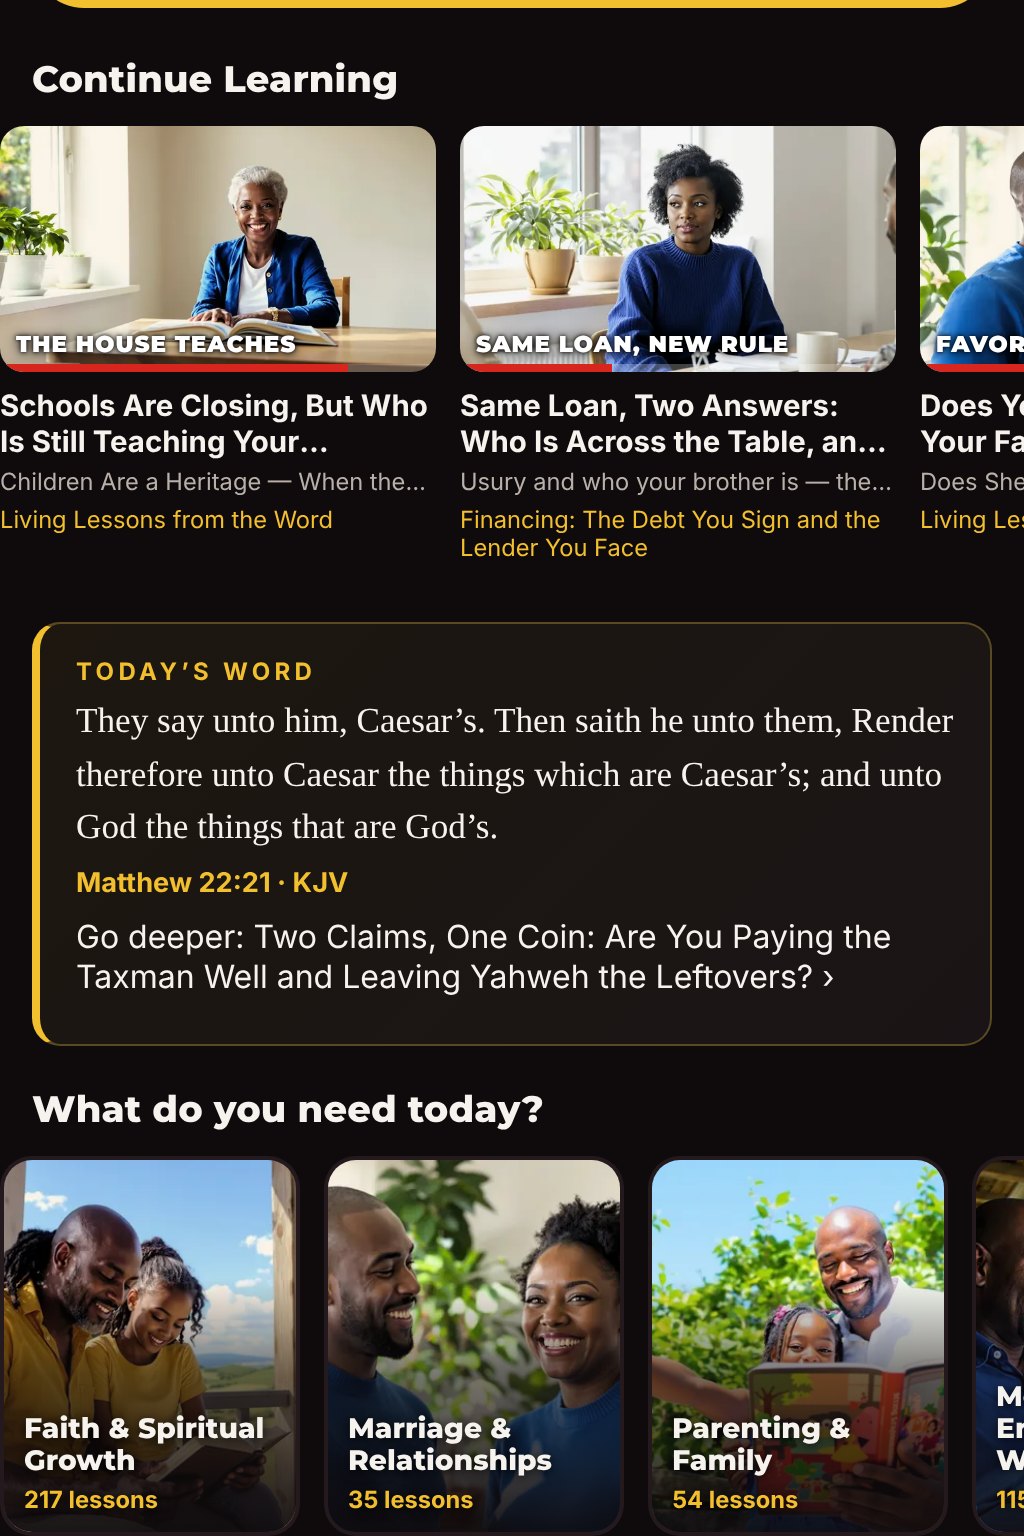 Continue Learning
THE HOUSE TEACHES
SAME LOAN, NEW RULE
FAVOR
Schools Are Closing, But Who
Is Still Teaching Your...
Children Are a Heritage — When the...
Living Lessons from the Word
Same Loan, Two Answers:
Who Is Across the Table, an...
Usury and who your brother is — the...
Financing: The Debt You Sign and the
Lender You Face
Does Yo
Your Fa
Does She
Living Les
TODAY’S WORD
They say unto him, Caesar’s. Then saith he unto them, Render
therefore unto Caesar the things which are Caesar’s; and unto
God the things that are God’s.
Matthew 22:21 · KJV
Go deeper: Two Claims, One Coin: Are You Paying the
Taxman Well and Leaving Yahweh the Leftovers? ›
What do you need today?
Faith & Spiritual
Growth
217 lessons
Marriage &
Relationships
35 lessons
Parenting &
Family
54 lessons
M
En
W
115